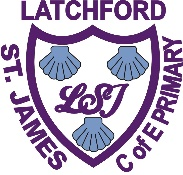 LATCHFORD
ST. JAMES
C of E PRIMARY
LSJ